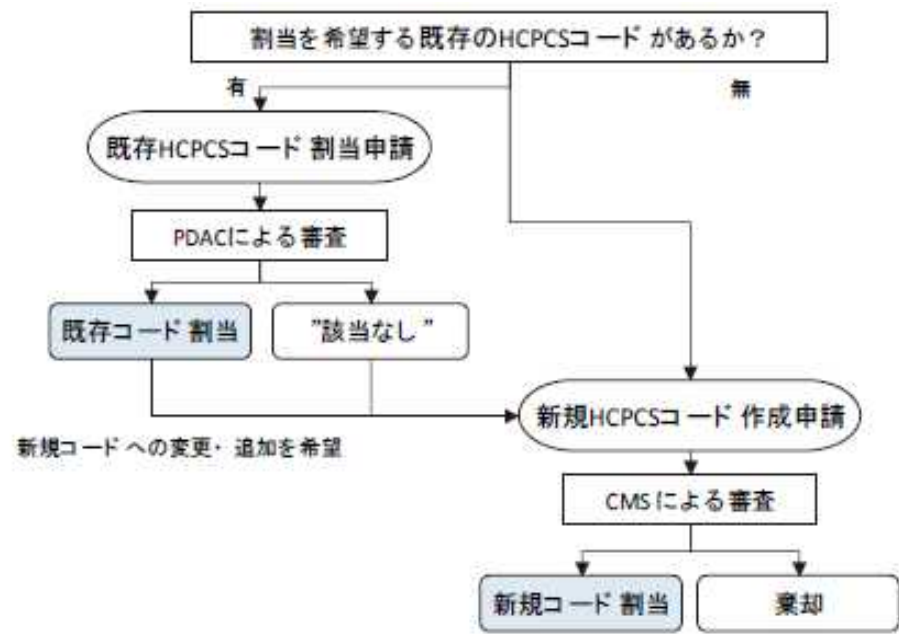 割当を希望する既存のHCPCSコード があるか？
有
無
既存HCPCSコード 割当申請
PDACによる審査
既存コード 割当
”該当なし ”
新規HCPCSコード 作成申請
新規コード への変更・ 追加を希望
CMS による審査
新規コード 割当
棄却